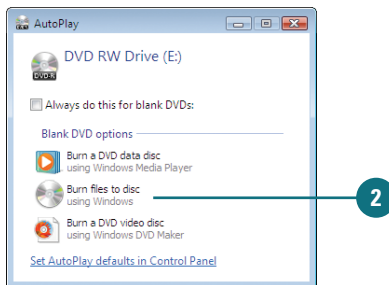 AutoPlay
DVD RW Drive (E:)
DVD-R
Always do this for blank DVDs:
Blank DVD options
Burn a DVD data disc
using Windows Media Player
Burn files to disc
using Windows
2
Burn a DVD video disc
using Windows DVD Maker
Set AutoPlay defaults in Control Panel